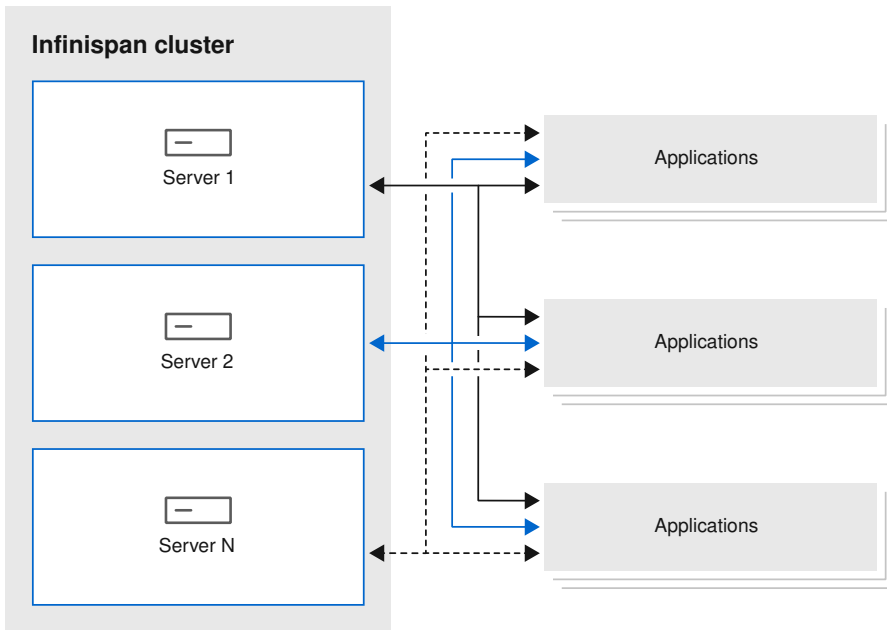 Infinispan cluster
Server 1
Applications
Server 2
Applications
Server N
Applications